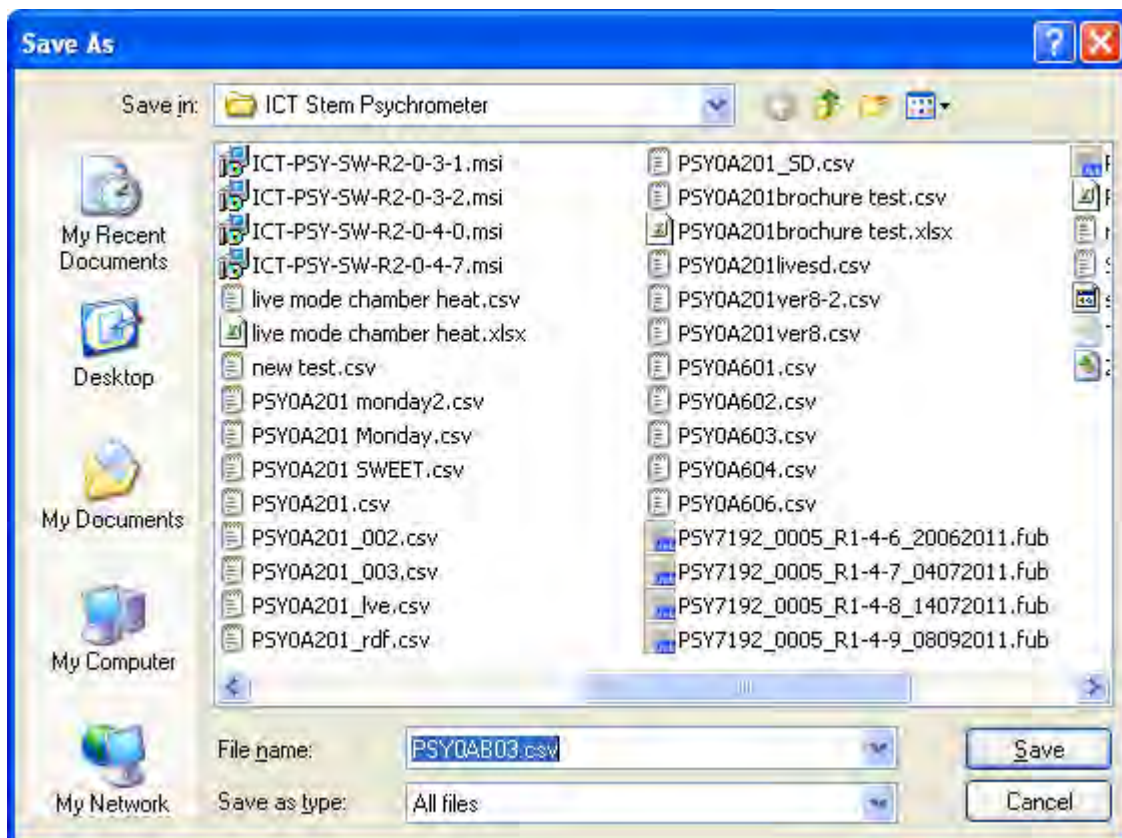 Save As
Save in:
ICT Stem Psychrometer
My Recent
Documents
Desktop
My Documents
My Computer
My Network
ICT-PSY-SW-R2-0-3-1.msi
ICT-PSY-SW-R2-0-3-2.msi
ICT-PSY-SW-R2-0-4-0.msi
ICT-PSY-SW-R2-0-4-7.msi
live mode chamber heat.csv
live mode chamber heat.xlsx
new test.csv
PSY0A201 monday2.csv
PSY0A201 Monday.csv
PSY0A201 SWEET.csv
PSY0A201.csv
PSY0A201_002.csv
PSY0A201_003.csv
PSY0A201_lve.csv
PSY0A201_rdf.csv
PSY0A201_SD.csv
PSY0A201brochure test.csv
PSY0A201brochure test.xlsx
PSY0A201livesd.csv
PSY0A201ver8-2.csv
PSY0A201ver8.csv
PSY0A601.csv
PSY0A602.csv
PSY0A603.csv
PSY0A604.csv
PSY0A606.csv
PSY7192_0005_R1-4-6_20062011.fub
PSY7192_0005_R1-4-7_04072011.fub
PSY7192_0005_R1-4-8_14072011.fub
PSY7192_0005_R1-4-9_08092011.fub
File name:
PSY0AB03.csv
Save
Save as type:
All files
Cancel